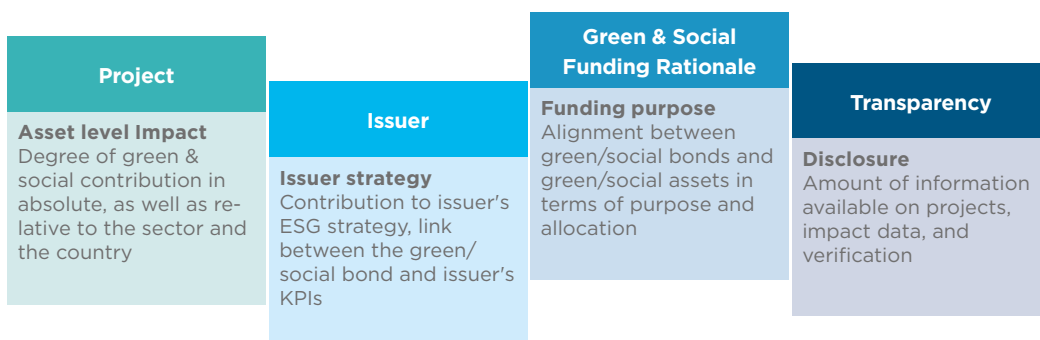 Project
Asset level Impact
Degree of green &
social contribution in
absolute, as well as re-
lative to the sector and
the country
Issuer
Issuer strategy
Contribution to issuer's
ESG strategy, link
between the green/
social bond and issuer's
KPIs
Green & Social
Funding Rationale
Funding purpose
Alignment between
green/social bonds and
green/social assets in
terms of purpose and
allocation
Transparency
Disclosure
Amount of information
available on projects,
impact data, and
verification